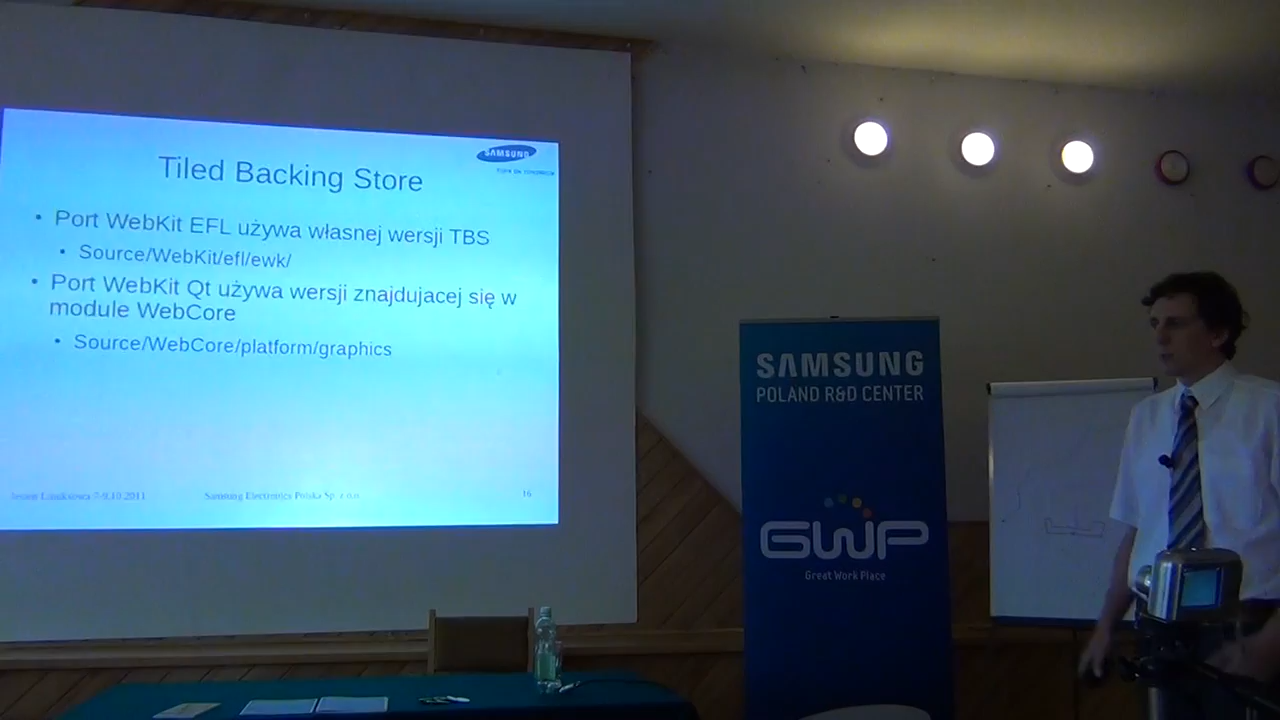 SAMSUNG
Tiled Backing Store
• Port WebKit EFL używa własnej wersji TBS
• Source/WebKit/efl/ewk/
• Port WebKit Qt używa wersji znajdujacej się w
module WebCore
• Source/WebCore/platform/graphics
Jesień Linuksowa 7-9.10.2011
Samsung Electronics Polska Sp. z o.o.
16
SAMSUNG
POLAND R&D CENTER
GWP
Great Work Place